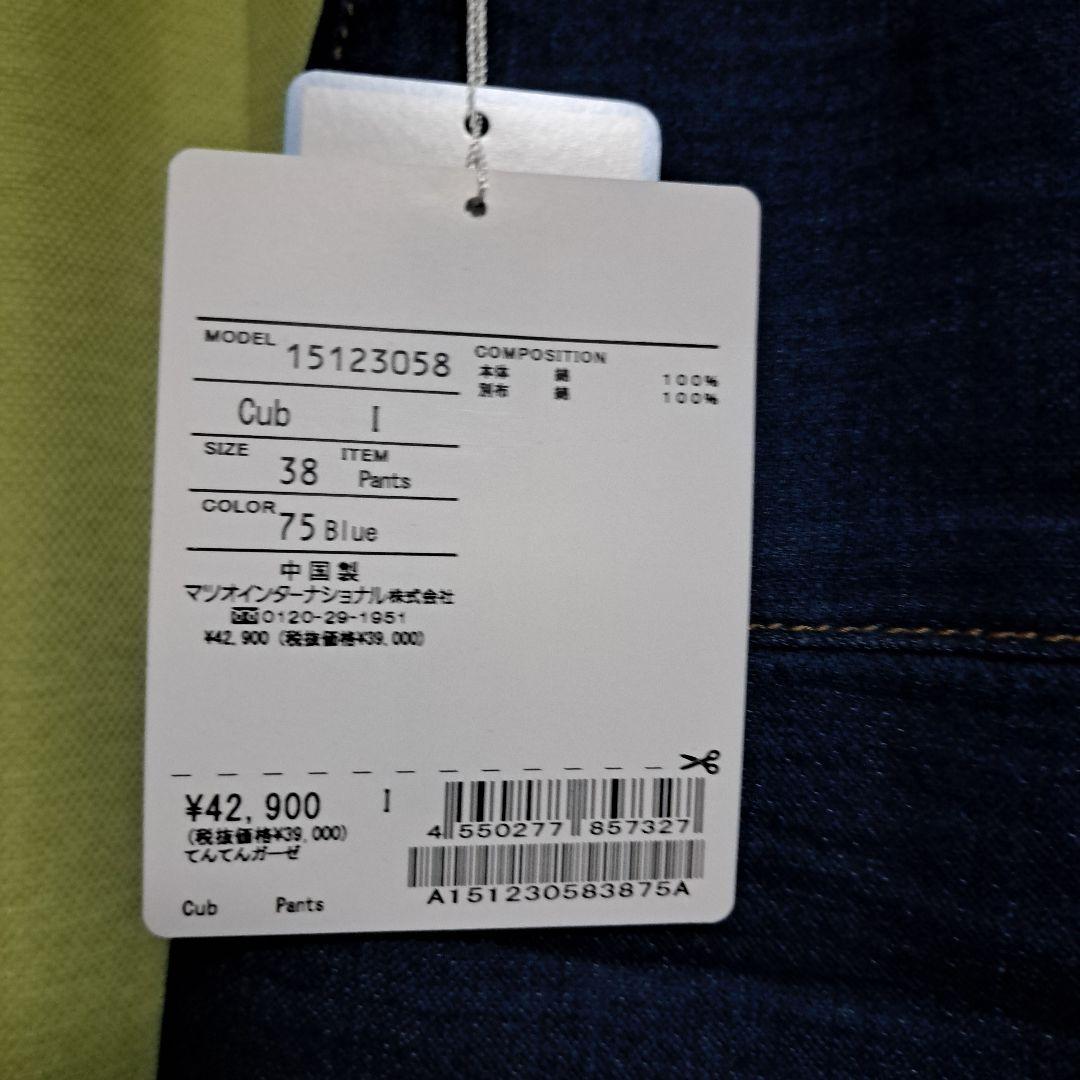 MODEL 15123058
Cub I
SIZE 38 ITEM Pants
COLOR 75 Blue
COMPOSITION
本体 綿 100%
別布 綿 100%
中国製
マツオインターナショナル株式会社
0120-29-1951
¥42,900 (税抜価格¥39,000)
¥42,900 I
(税抜価格¥39,000)
てんてんガーゼ
Cub Pants
4 550277 857327
A151230583875A